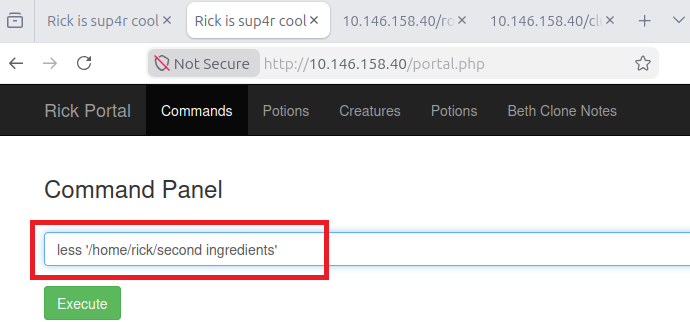 Rick is sup4r cool
Rick is sup4r cool
10.146.158.40/ro
10.146.158.40/cl
Not Secure
http://10.146.158.40/portal.php
Rick Portal
Commands
Potions
Creatures
Potions
Beth Clone Notes
Command Panel
less '/home/rick/second ingredients'
Execute